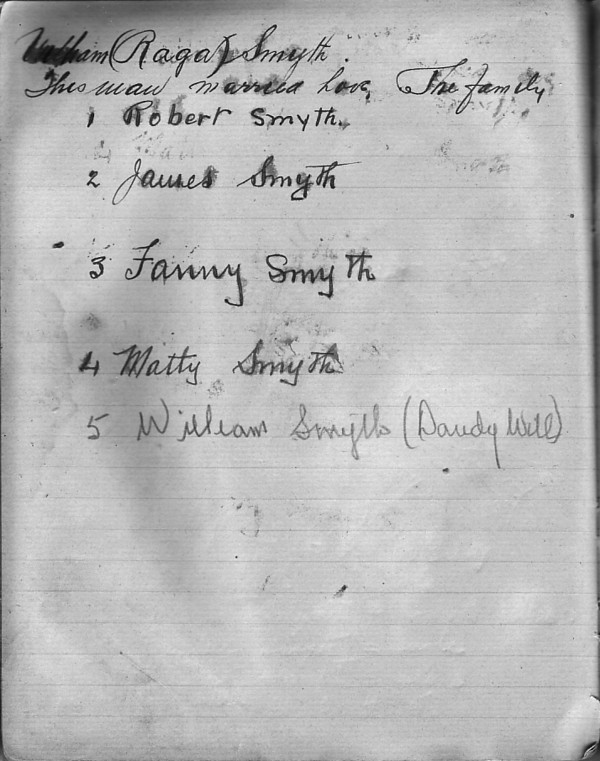 William (Raga) Smyth.
This man married Love, The family
1 Robert Smyth.
2 James Smyth
3 Fanny Smyth
4 Matty Smyth
5 William Smyth (Dandy Will)